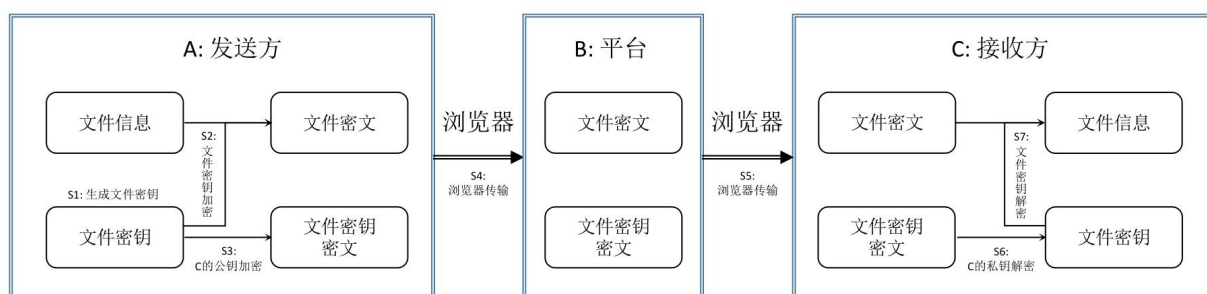 A: 发送方
文件信息
文件密文
S2:
文件密钥加密
S1: 生成文件密钥
文件密钥
文件密钥
密文
S3:
C的公钥加密
浏览器
S4:
浏览器传输
B: 平台
文件密文
文件密钥
密文
浏览器
S5:
浏览器传输
C: 接收方
文件密文
文件信息
S7:
文件密钥解密
文件密钥
密文
文件密钥
S6:
C的私钥解密